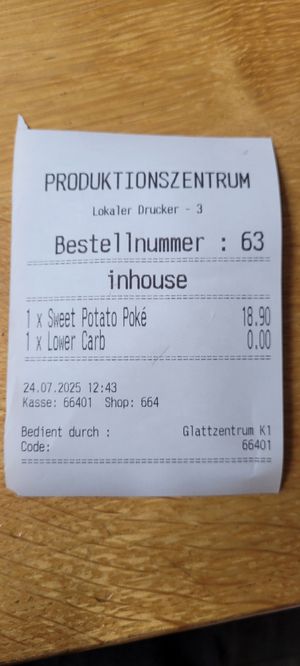 PRODUKTIONSZENTRUM
Lokaler Drucker - 3
Bestellnummer : 63
inhouse
1 x Sweet Potato Poké 18.90
1 x Lower Carb 0.00
24.07.2025 12:43
Kasse: 66401 Shop: 664
Bedient durch : Glattzentrum K1
Code: 66401